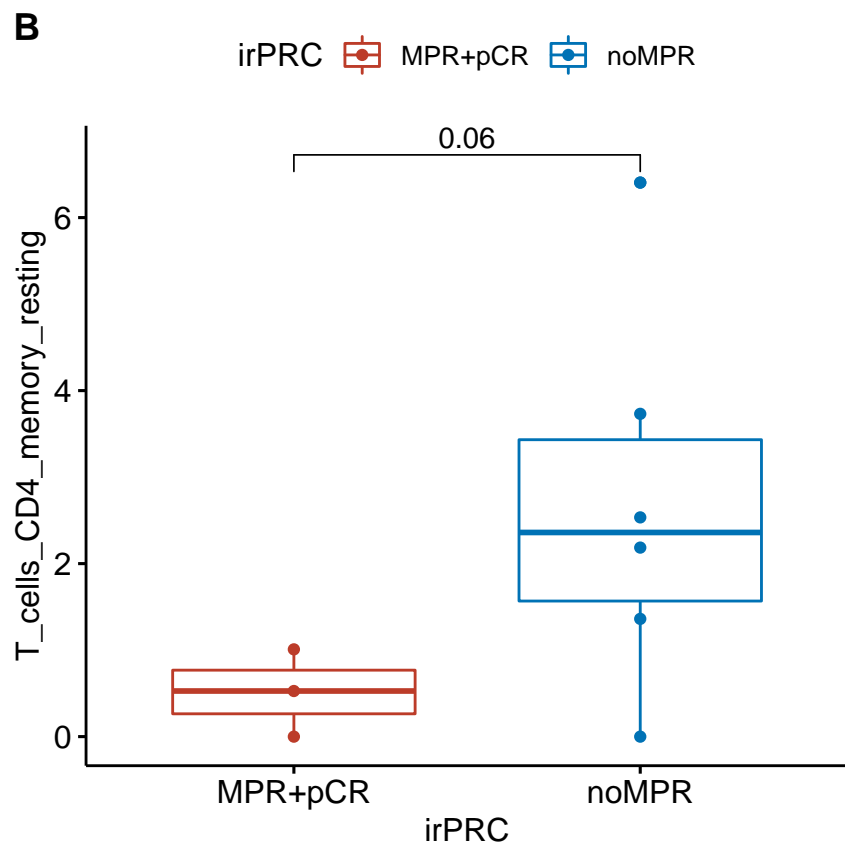 B
irPRC MPR+pCR noMPR
0.06
6
4
2
0
T_cells_CD4_memory_resting
MPR+pCR noMPR
irPRC